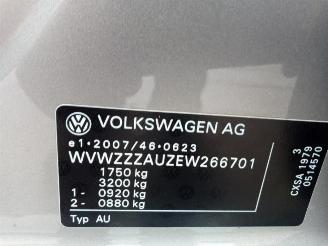 VOLKSWAGEN AG
e1*2007/46*0623
WVWZZZAUZEW266701
1750 kg
3200 kg
1- 0920 kg
2- 0880 kg
Typ AU
3
CXSA 1979
0514570